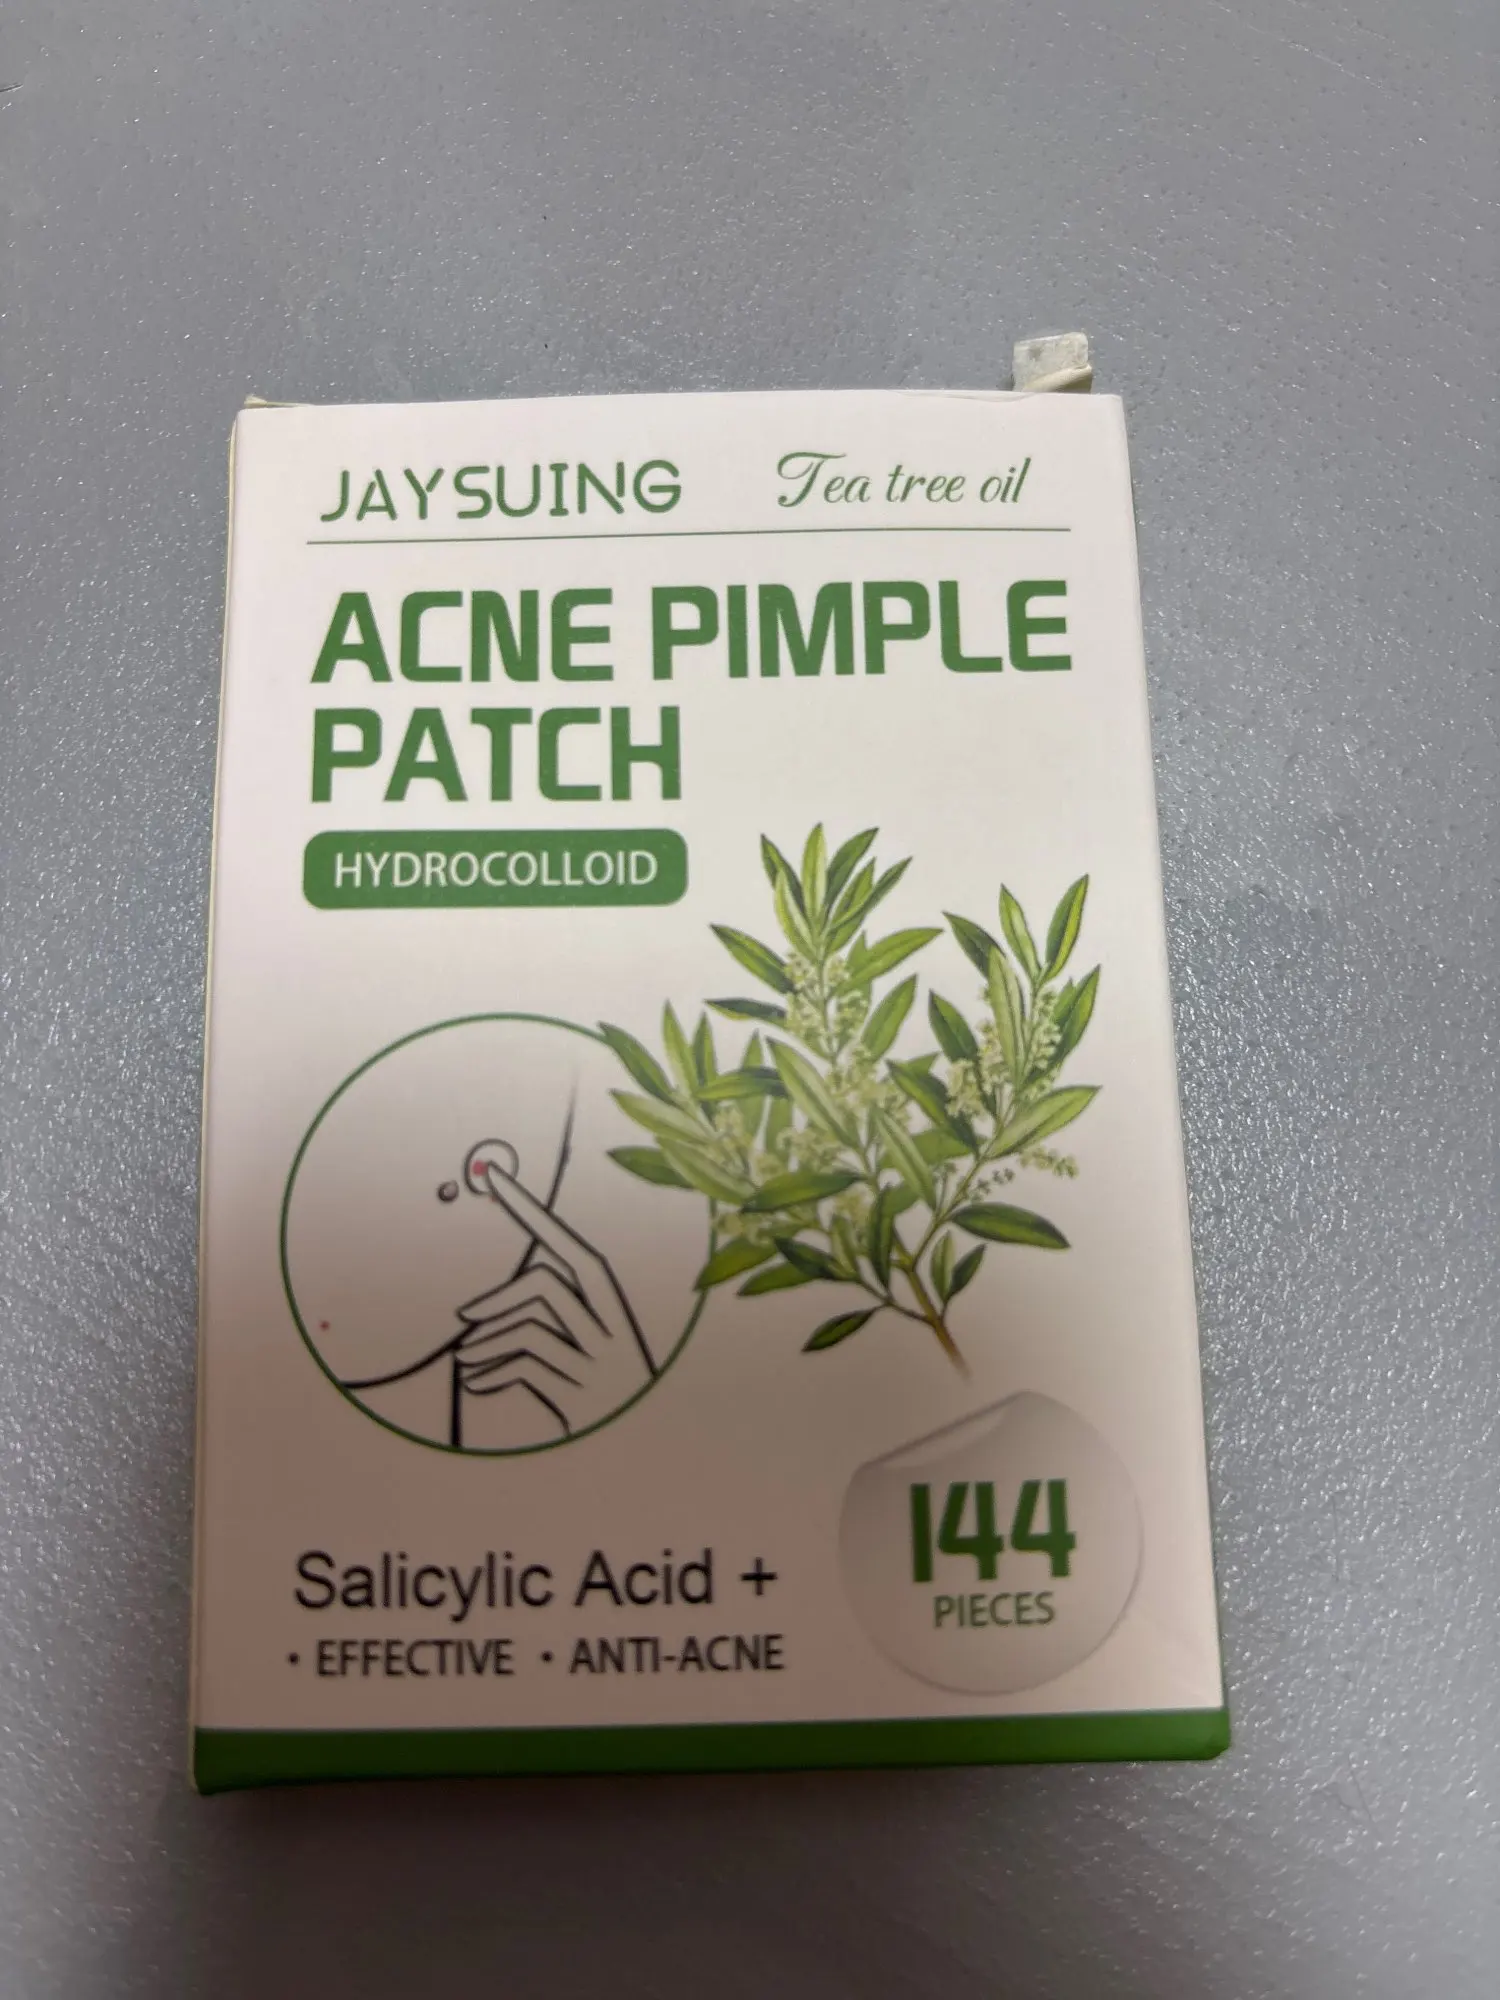 JAYSUING Tea tree oil
ACNE PIMPLE
PATCH
HYDROCOLLOID
144
PIECES
Salicylic Acid +
• EFFECTIVE • ANTI-ACNE